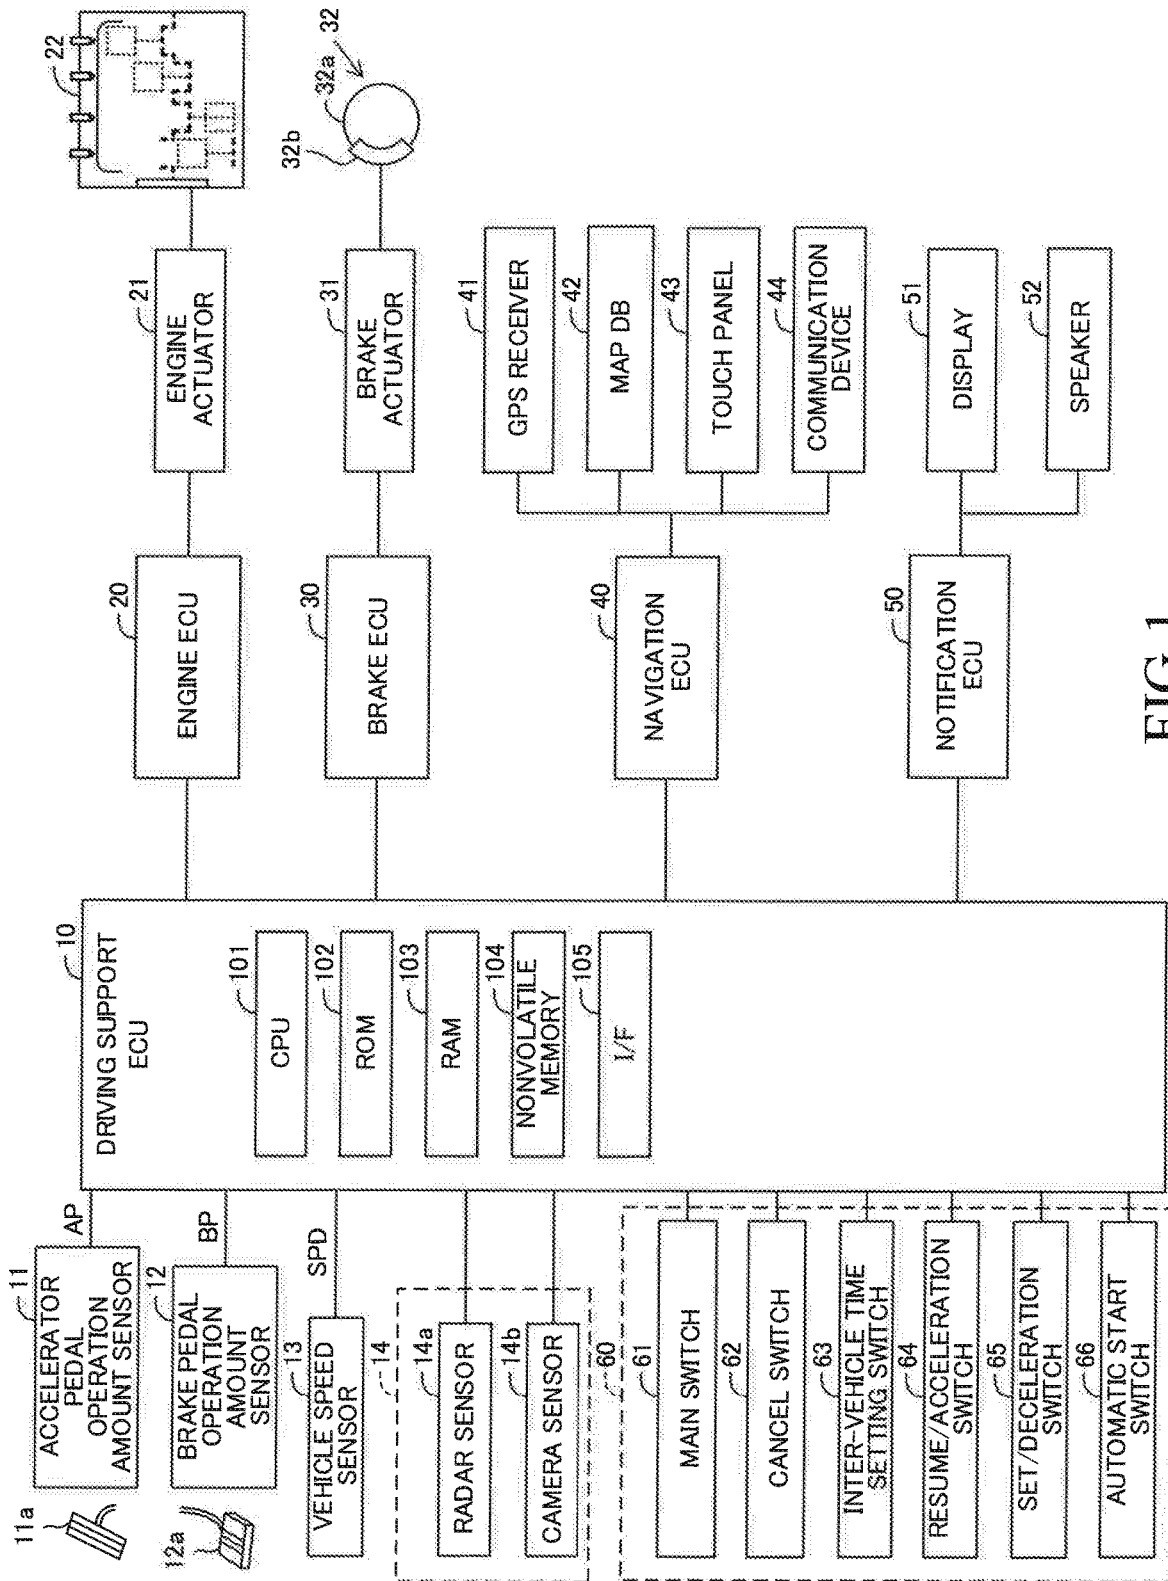 11a
11
ACCELERATOR
PEDAL
OPERATION
AMOUNT SENSOR
AP
12a
12
BRAKE PEDAL
OPERATION
AMOUNT
SENSOR
BP
13
VEHICLE SPEED
SENSOR
SPD
14
14a
RADAR SENSOR
14b
CAMERA SENSOR
60
61
MAIN SWITCH
62
CANCEL SWITCH
63
INTER-VEHICLE TIME
SETTING SWITCH
64
RESUME/ACCELERATION
SWITCH
65
SET/DECELERATION
SWITCH
66
AUTOMATIC START
SWITCH
10
DRIVING SUPPORT
ECU
101
CPU
102
ROM
103
RAM
104
NONVOLATILE
MEMORY
105
I/F
20
ENGINE ECU
30
BRAKE ECU
40
NAVIGATION
ECU
50
NOTIFICATION
ECU
21
ENGINE
ACTUATOR
31
BRAKE
ACTUATOR
41
GPS RECEIVER
42
MAP DB
43
TOUCH PANEL
44
COMMUNICATION
DEVICE
51
DISPLAY
52
SPEAKER
22
32b
32a
32
FIG. 1